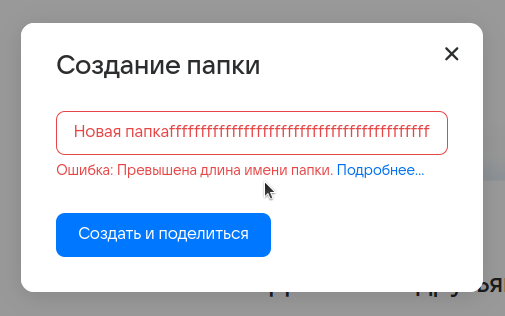 Создание папки
Новая папкаffffffffffffffffffffffffffffffffffffffffff
Ошибка: Превышена длина имени папки. Подробнее...
Создать и поделиться